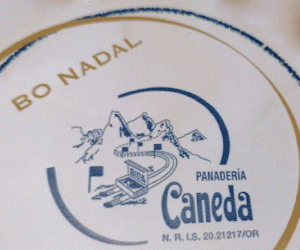 BO NADAL
PANADERÍA
Caneda
N. R. I.S. 20.21217/OR